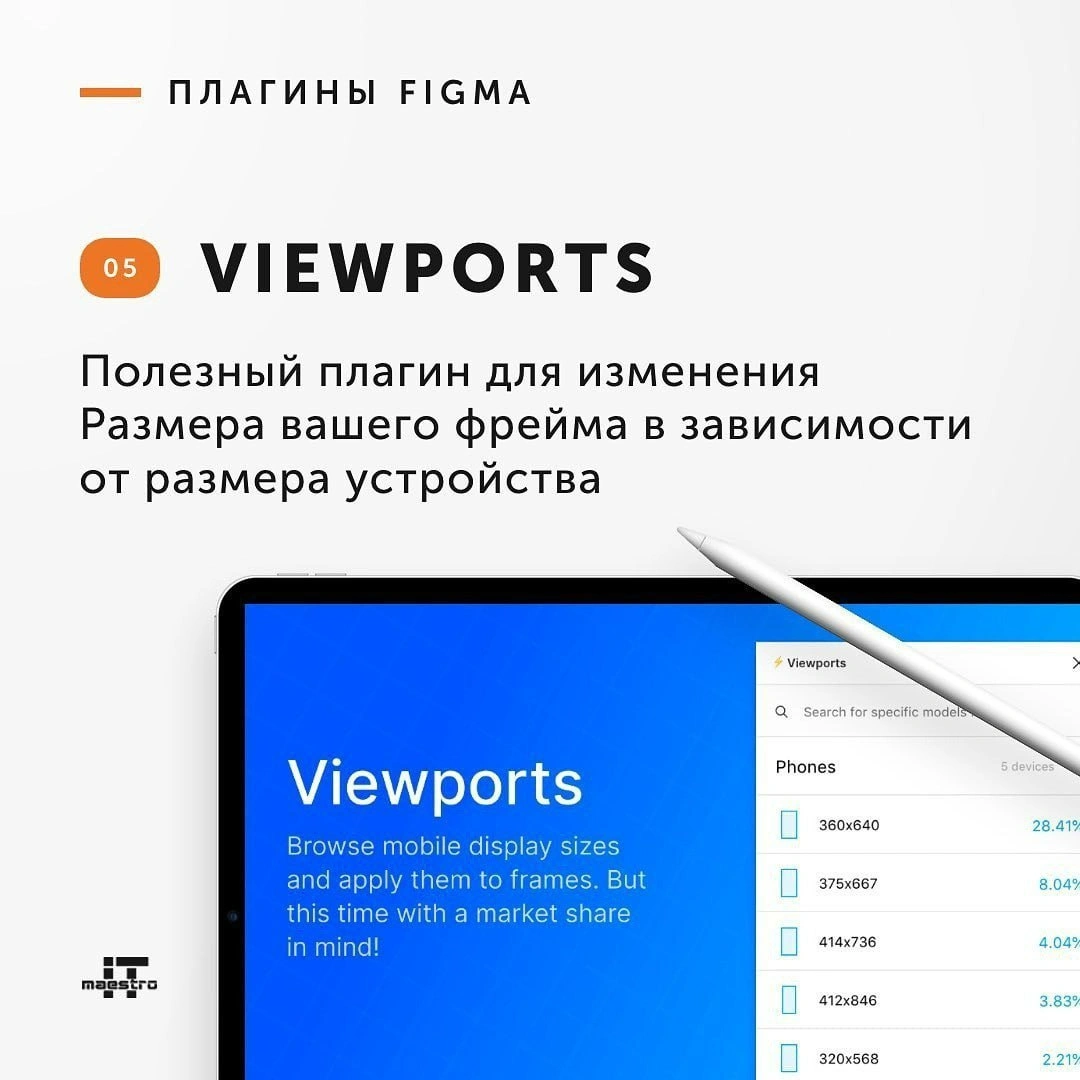 ПЛАГИНЫ FIGMA
05 VIEWPORTS
Полезный плагин для изменения
Размера вашего фрейма в зависимости
от размера устройства
Viewports
Browse mobile display sizes
and apply them to frames. But
this time with a market share
in mind!
⚡ Viewports
Search for specific models
Phones 5 devices
360x640 28.41%
375x667 8.04%
414x736 4.04%
412x846 3.83%
320x568 2.21%
IT
maestro